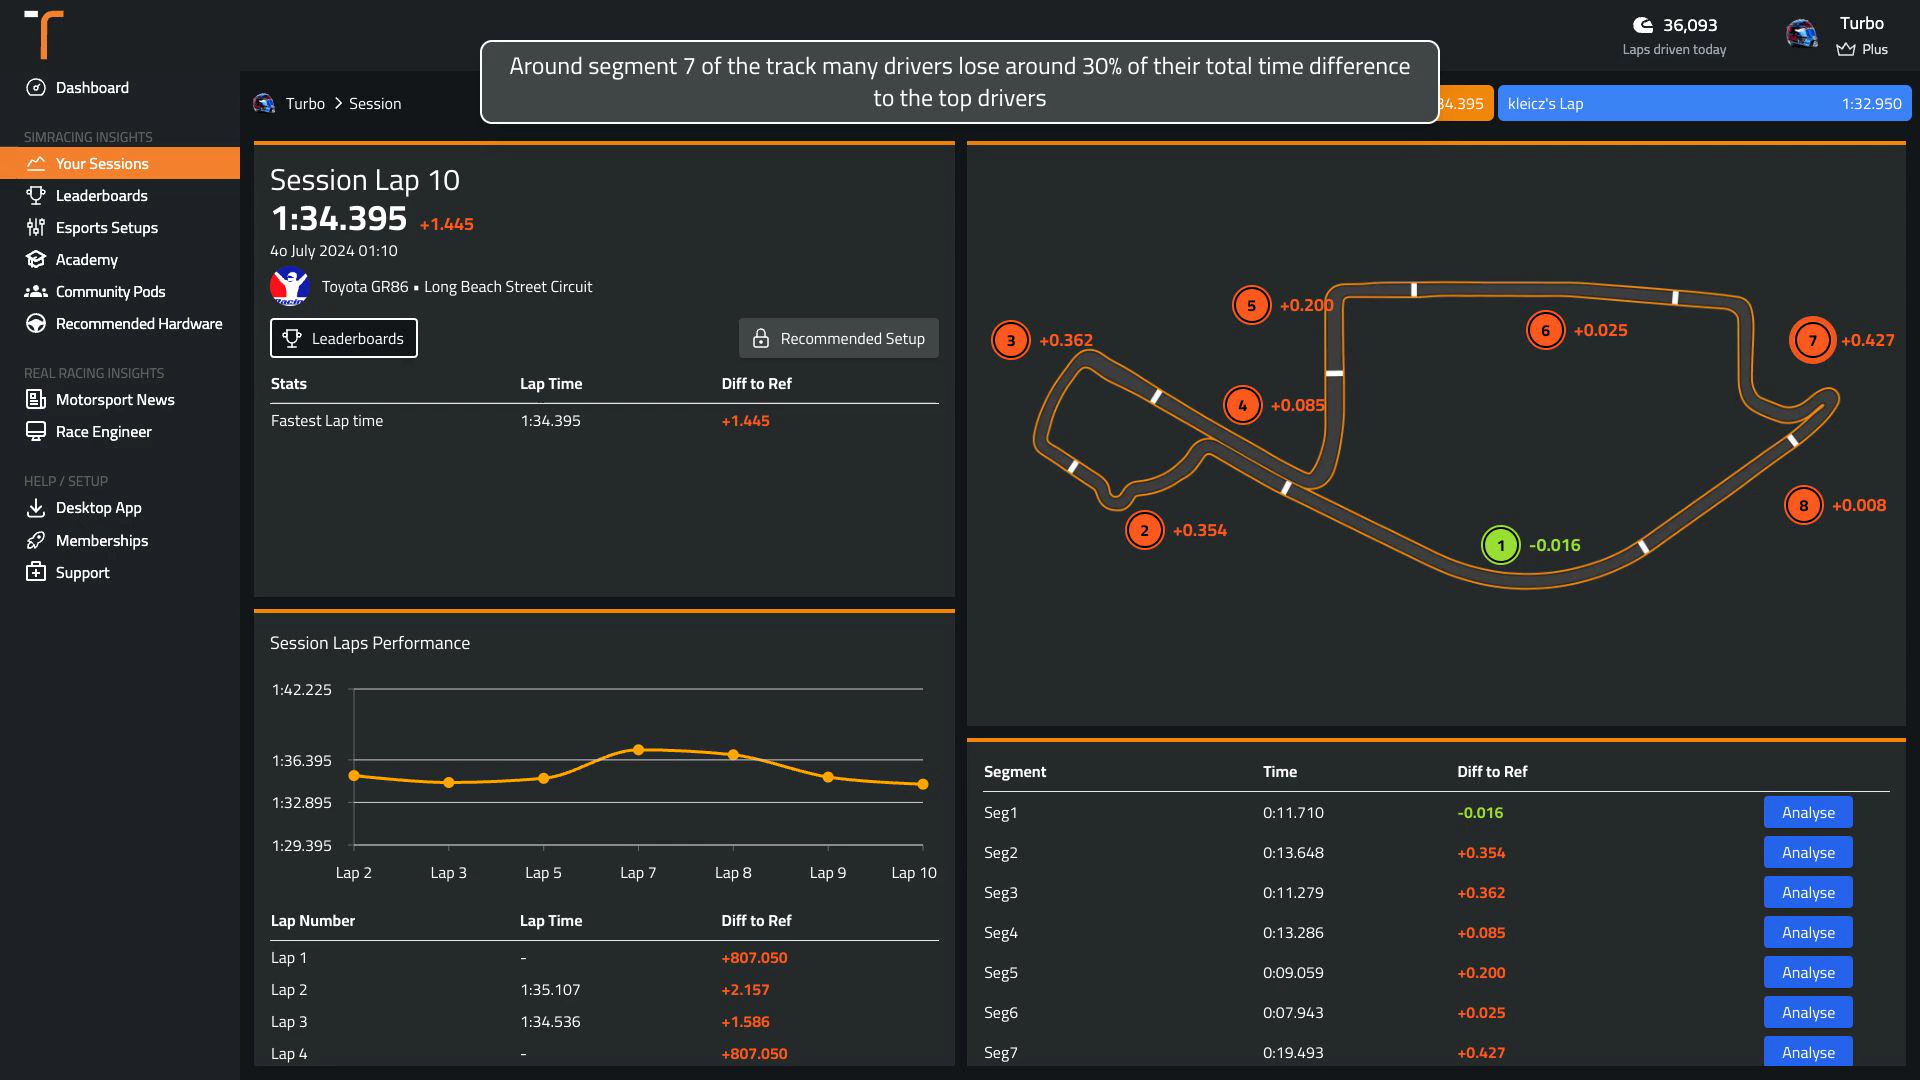 36,093
Laps driven today
Turbo
Plus
Around segment 7 of the track many drivers lose around 30% of their total time difference
to the top drivers
Dashboard
SIMRACING INSIGHTS
Your Sessions
Leaderboards
Esports Setups
Academy
Community Pods
Recommended Hardware
REAL RACING INSIGHTS
Motorsport News
Race Engineer
HELP / SETUP
Desktop App
Memberships
Support
Turbo > Session
34.395
kleicz's Lap 1:32.950
Session Lap 10
1:34.395 +1.445
4o July 2024 01:10
Toyota GR86 • Long Beach Street Circuit
Leaderboards
Recommended Setup
Stats Lap Time Diff to Ref
Fastest Lap time 1:34.395 +1.445
5 +0.200
3 +0.362
6 +0.025
7 +0.427
4 +0.085
8 +0.008
2 +0.354
1 -0.016
Session Laps Performance
1:42.225
1:36.395
1:32.895
1:29.395
Lap 2 Lap 3 Lap 5 Lap 7 Lap 8 Lap 9 Lap 10
Lap Number Lap Time Diff to Ref
Lap 1 - +807.050
Lap 2 1:35.107 +2.157
Lap 3 1:34.536 +1.586
Lap 4 - +807.050
Segment Time Diff to Ref
Seg1 0:11.710 -0.016 Analyse
Seg2 0:13.648 +0.354 Analyse
Seg3 0:11.279 +0.362 Analyse
Seg4 0:13.286 +0.085 Analyse
Seg5 0:09.059 +0.200 Analyse
Seg6 0:07.943 +0.025 Analyse
Seg7 0:19.493 +0.427 Analyse